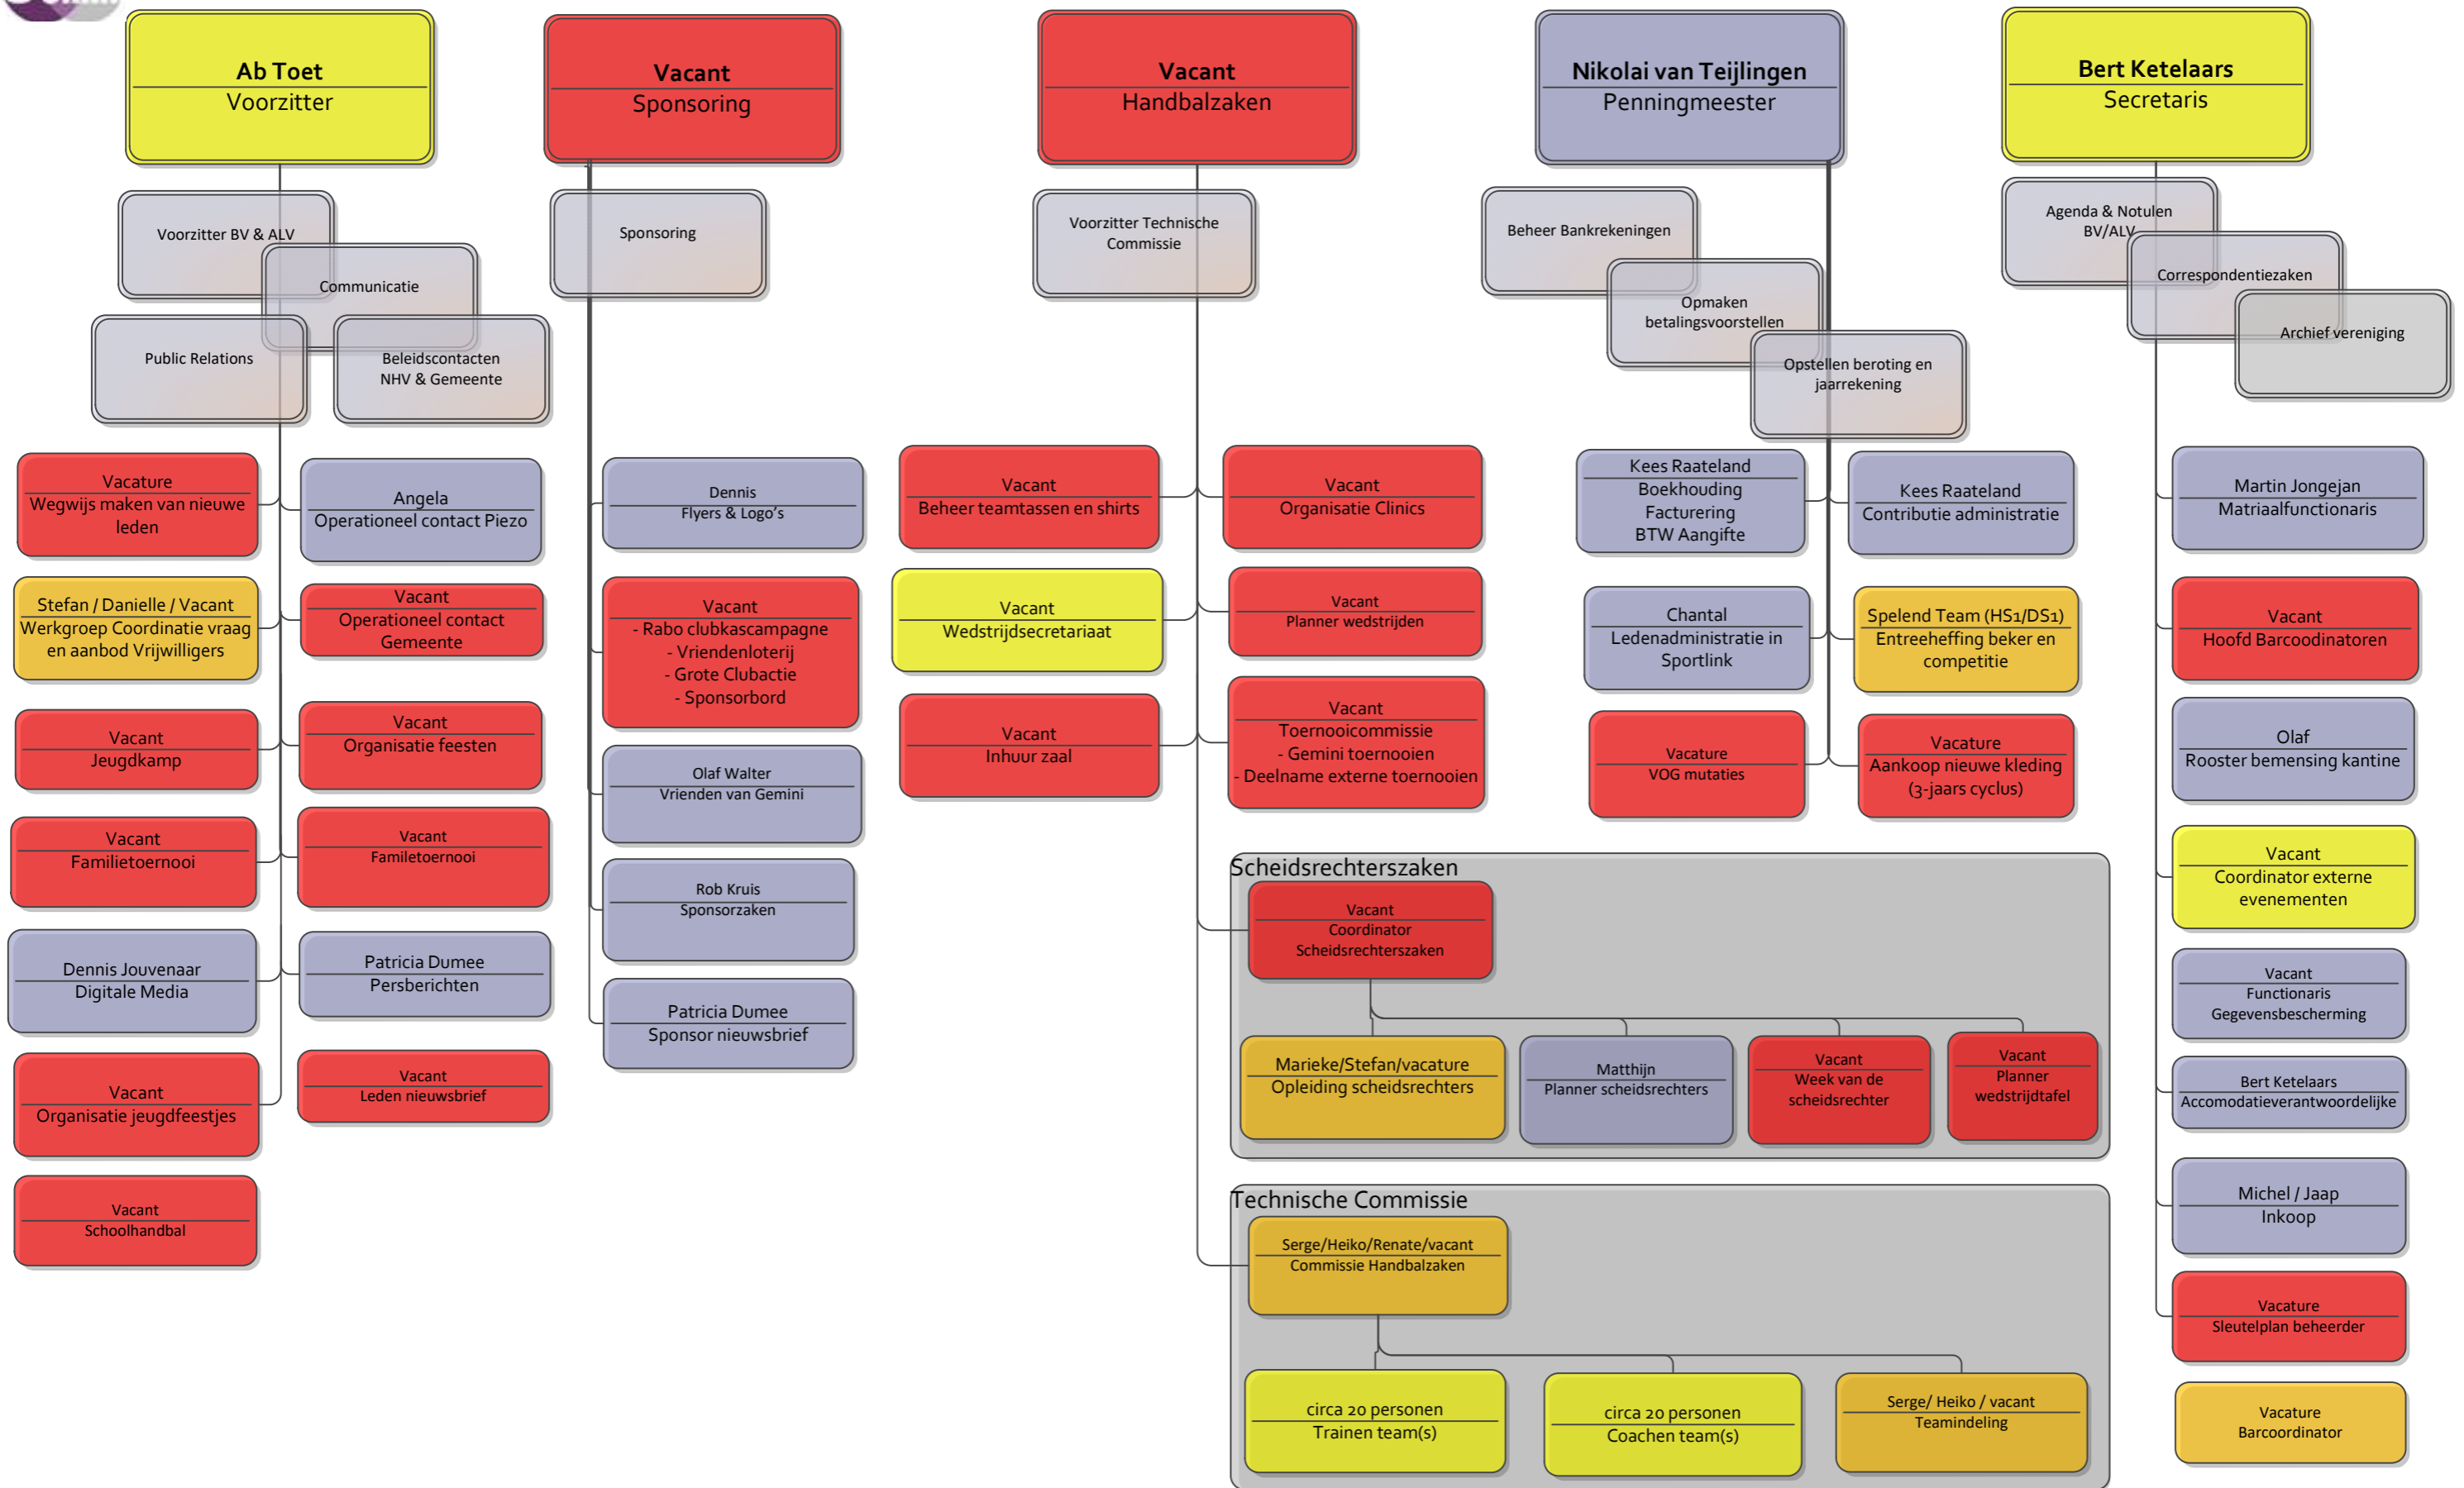 Ab Toet
Voorzitter
Voorzitter BV & ALV
Communicatie
Public Relations
Beleidscontacten
NHV & Gemeente
Vacature
Wegwijs maken van nieuwe
leden
Angela
Operationeel contact Piezo
Stefan / Danielle / Vacant
Werkgroep Coordinatie vraag
en aanbod Vrijwilligers
Vacant
Operationeel contact
Gemeente
Vacant
Jeugdkamp
Vacant
Organisatie feesten
Vacant
Familietoernooi
Vacant
Familetoernooi
Dennis Jouvenaar
Digitale Media
Patricia Dumee
Persberichten
Vacant
Organisatie jeugdfeestjes
Vacant
Leden nieuwsbrief
Vacant
Schoolhandbal
Vacant
Sponsoring
Sponsoring
Dennis
Flyers & Logo's
Vacant
- Rabo clubkascampagne
- Vriendenloterij
- Grote Clubactie
- Sponsorbord
Olaf Walter
Vrienden van Gemini
Rob Kruis
Sponsorzaken
Patricia Dumee
Sponsor nieuwsbrief
Vacant
Handbalzaken
Voorzitter Technische
Commissie
Vacant
Beheer teamtassen en shirts
Vacant
Organisatie Clinics
Vacant
Wedstrijdsecretariaat
Vacant
Planner wedstrijden
Vacant
Inhuur zaal
Vacant
Toernooicommissie
- Gemini toernooien
- Deelname externe toernooien
Scheidsrechterszaken
Vacant
Coordinator
Scheidsrechterszaken
Marieke/Stefan/vacature
Opleiding scheidsrechters
Matthijn
Planner scheidsrechters
Vacant
Week van de
scheidsrechter
Vacant
Planner
wedstrijdtafel
Technische Commissie
Serge/Heiko/Renate/vacant
Commissie Handbalzaken
circa 20 personen
Trainen team(s)
circa 20 personen
Coachen team(s)
Serge/ Heiko / vacant
Teamindeling
Nikolai van Teijlingen
Penningmeester
Beheer Bankrekeningen
Opmaken
betalingsvoorstellen
Opstellen beroting en
jaarrekening
Kees Raateland
Boekhouding
Facturering
BTW Aangifte
Kees Raateland
Contributie administratie
Chantal
Ledenadministratie in
Sportlink
Spelend Team (HS1/DS1)
Entreeheffing beker en
competitie
Vacature
VOG mutaties
Vacature
Aankoop nieuwe kleding
(3-jaars cyclus)
Bert Ketelaars
Secretaris
Agenda & Notulen
BV/ALV
Correspondentiezaken
Archief vereniging
Martin Jongejan
Matriaalfunctionaris
Vacant
Hoofd Barcoodinatoren
Olaf
Rooster bemensing kantine
Vacant
Coordinator externe
evenementen
Vacant
Functionaris
Gegevensbescherming
Bert Ketelaars
Accomodatieverantwoordelijke
Michel / Jaap
Inkoop
Vacature
Sleutelplan beheerder
Vacature
Barcoordinator